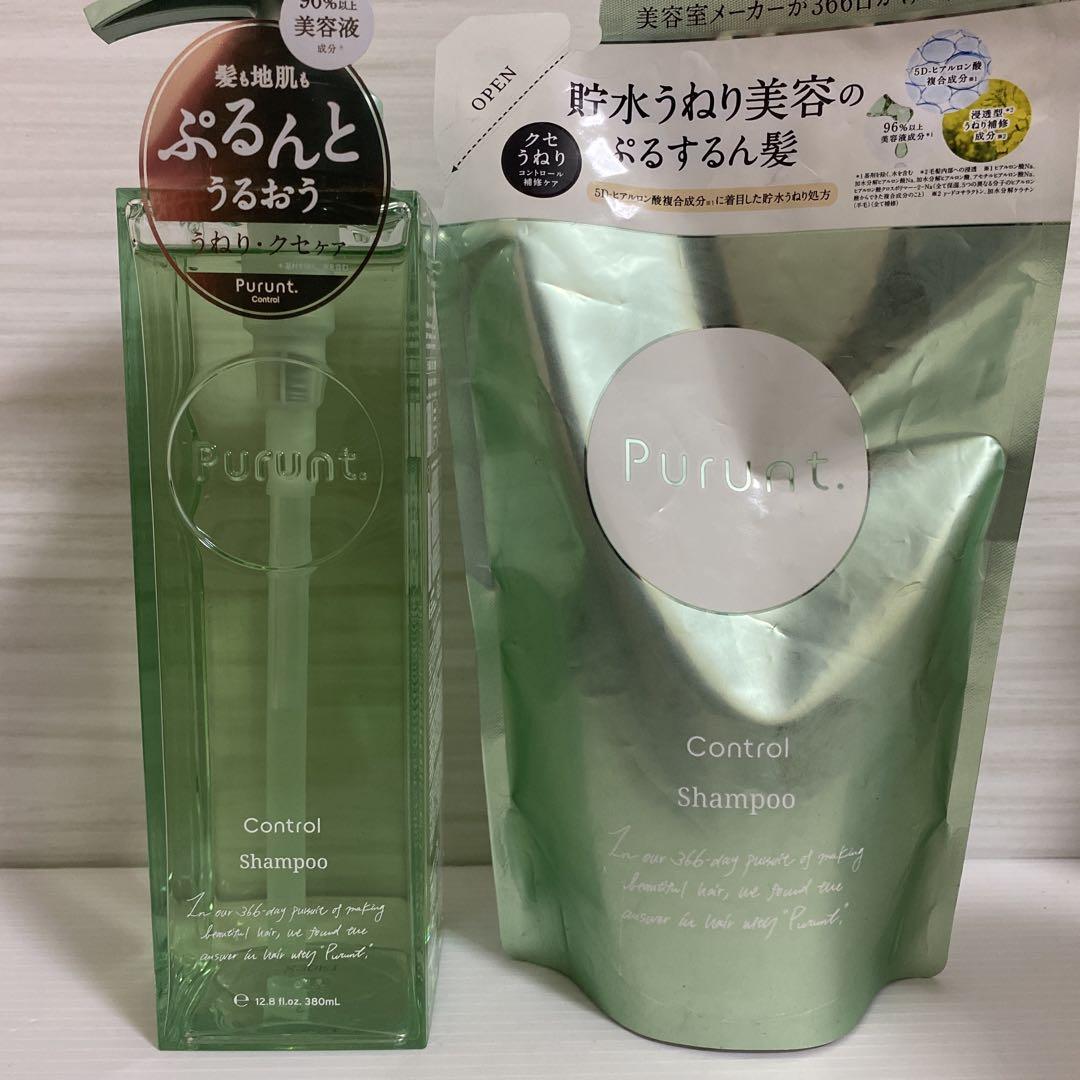 96%以上
美容液
成分※
髪も地肌も
ぷるんと
うるおう
うねり・クセケア
Purunt.
Control
Purunt.
Control
Shampoo
In our 366-day pursuit of making
beautiful hair, we found the
answer in hair with "Purunt."
12.8 fl.oz. 380mL
美容室メーカーが366日か
OPEN
貯水うねり美容の
ぷるするん髪
クセ
うねり
コントロール
補修ケア
5D-ヒアルロン酸複合成分※1に着目した貯水うねり処方
5D-ヒアルロン酸
複合成分※1
96%以上
美容液成分*1
浸透型*2
うねり補修
成分※2
Purunt.
Control
Shampoo
In our 366-day pursuit of making
beautiful hair, we found the
answer in hair with "Purunt."